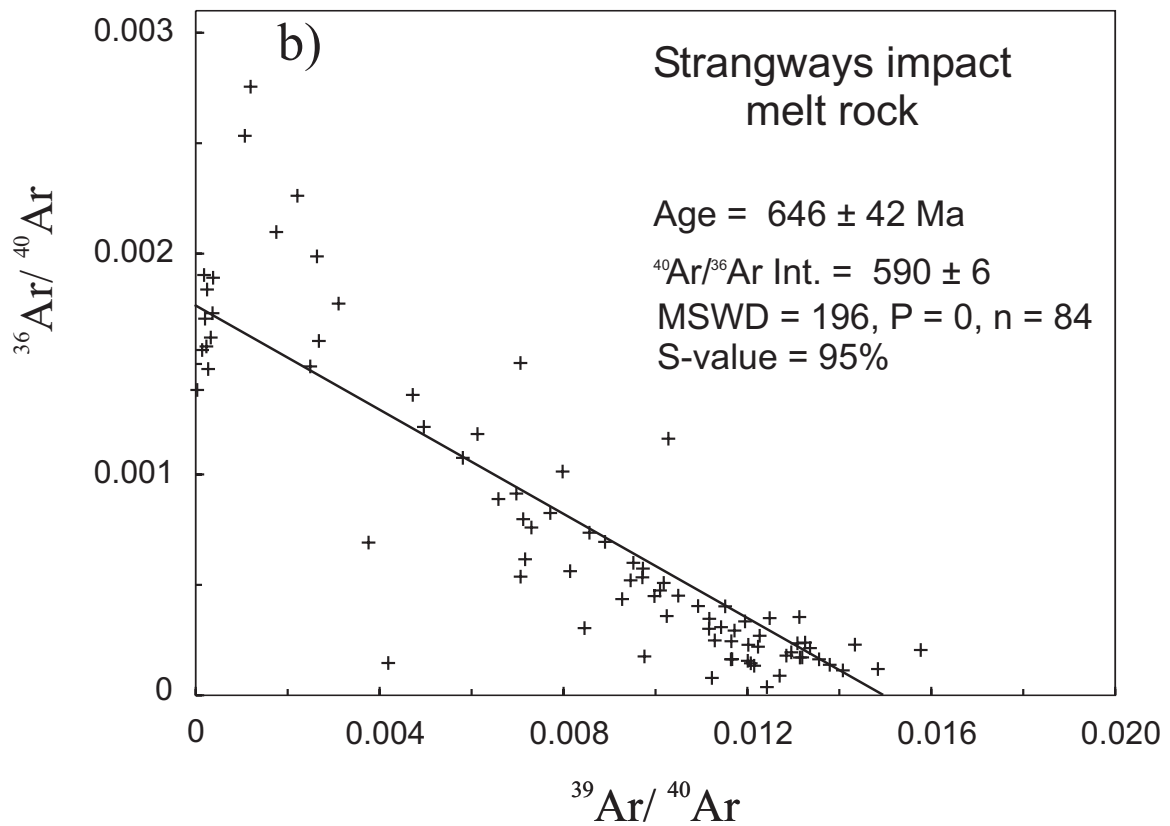 b)
Strangways impact
melt rock
Age = 646 ± 42 Ma
⁴⁰Ar/³⁶Ar Int. = 590 ± 6
MSWD = 196, P = 0, n = 84
S-value = 95%
³⁶Ar/ ⁴⁰Ar
0.003
0.002
0.001
0
0
0.004
0.008
0.012
0.016
0.020
³⁹Ar/ ⁴⁰Ar